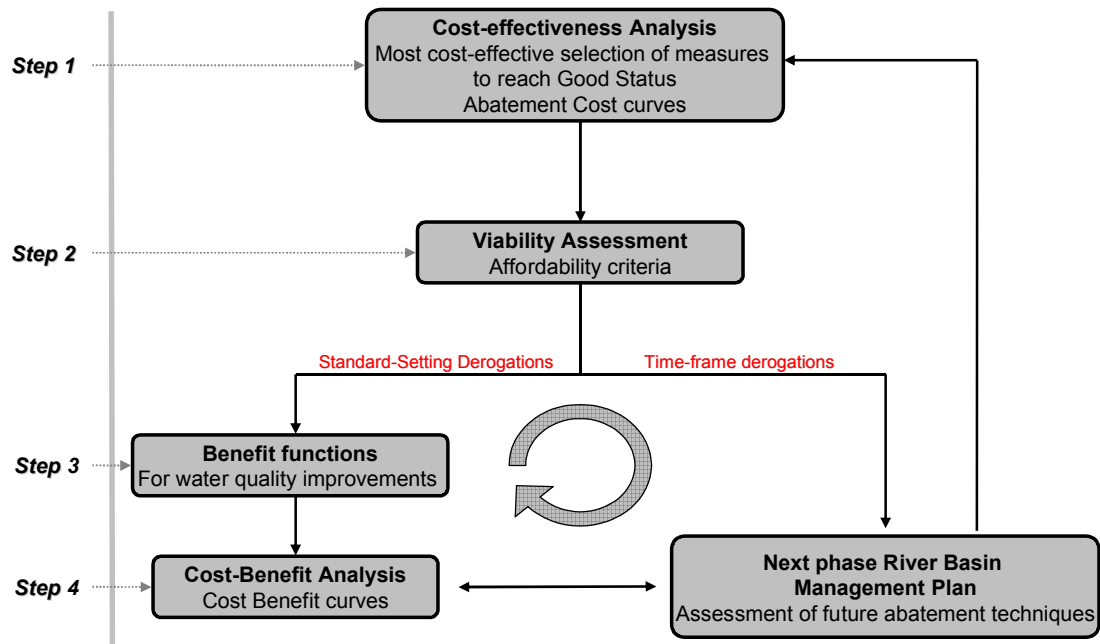 Step 1
Cost-effectiveness Analysis
Most cost-effective selection of measures
to reach Good Status
Abatement Cost curves
Step 2
Viability Assessment
Affordability criteria
Standard-Setting Derogations
Time-frame derogations
Step 3
Benefit functions
For water quality improvements
Step 4
Cost-Benefit Analysis
Cost Benefit curves
Next phase River Basin
Management Plan
Assessment of future abatement techniques